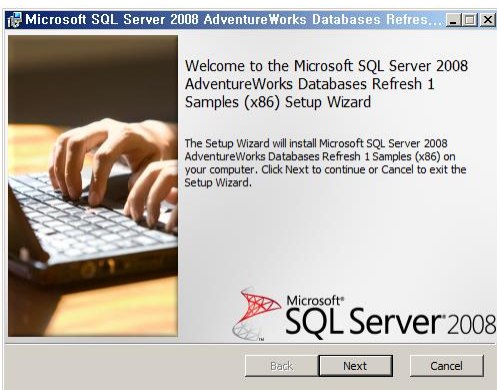 Microsoft SQL Server 2008 AdventureWorks Databases Refres...
Welcome to the Microsoft SQL Server 2008
AdventureWorks Databases Refresh 1
Samples (x86) Setup Wizard
The Setup Wizard will install Microsoft SQL Server 2008
AdventureWorks Databases Refresh 1 Samples (x86) on
your computer. Click Next to continue or Cancel to exit the
Setup Wizard.
Microsoft®
SQL Server® 2008
Back Next Cancel